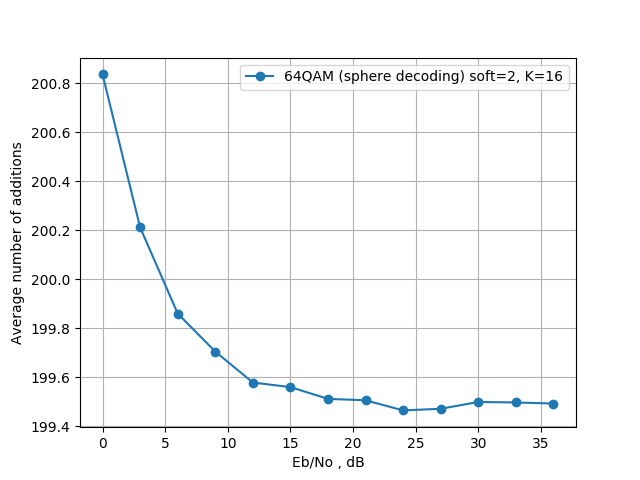 64QAM (sphere decoding) soft=2, K=16
Average number of additions
200.8
200.6
200.4
200.2
200.0
199.8
199.6
199.4
0 5 10 15 20 25 30 35
Eb/No , dB